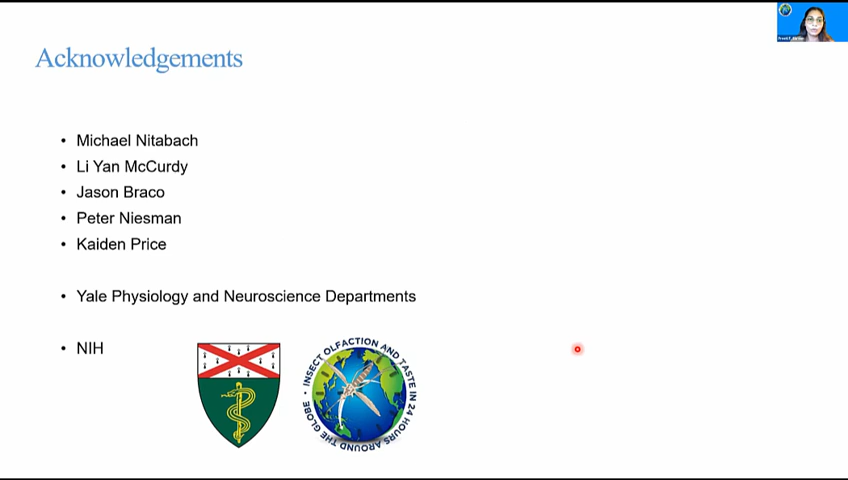 Acknowledgements
• Michael Nitabach
• Li Yan McCurdy
• Jason Braco
• Peter Niesman
• Kaiden Price
• Yale Physiology and Neuroscience Departments
• NIH
• INSECT OLFACTION AND TASTE IN 24 HOURS AROUND THE GLOBE